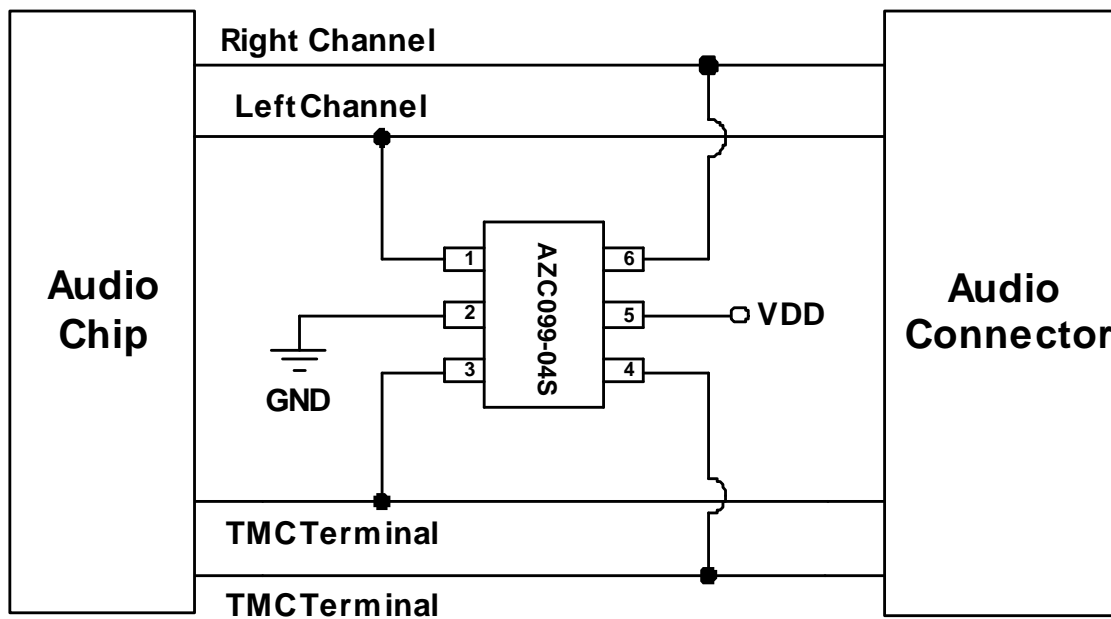 Right Channel
Left Channel
Audio
Chip
1
2
3
AZC099-04S
6
5
4
VDD
GND
Audio
Connector
TMC Terminal
TMC Terminal